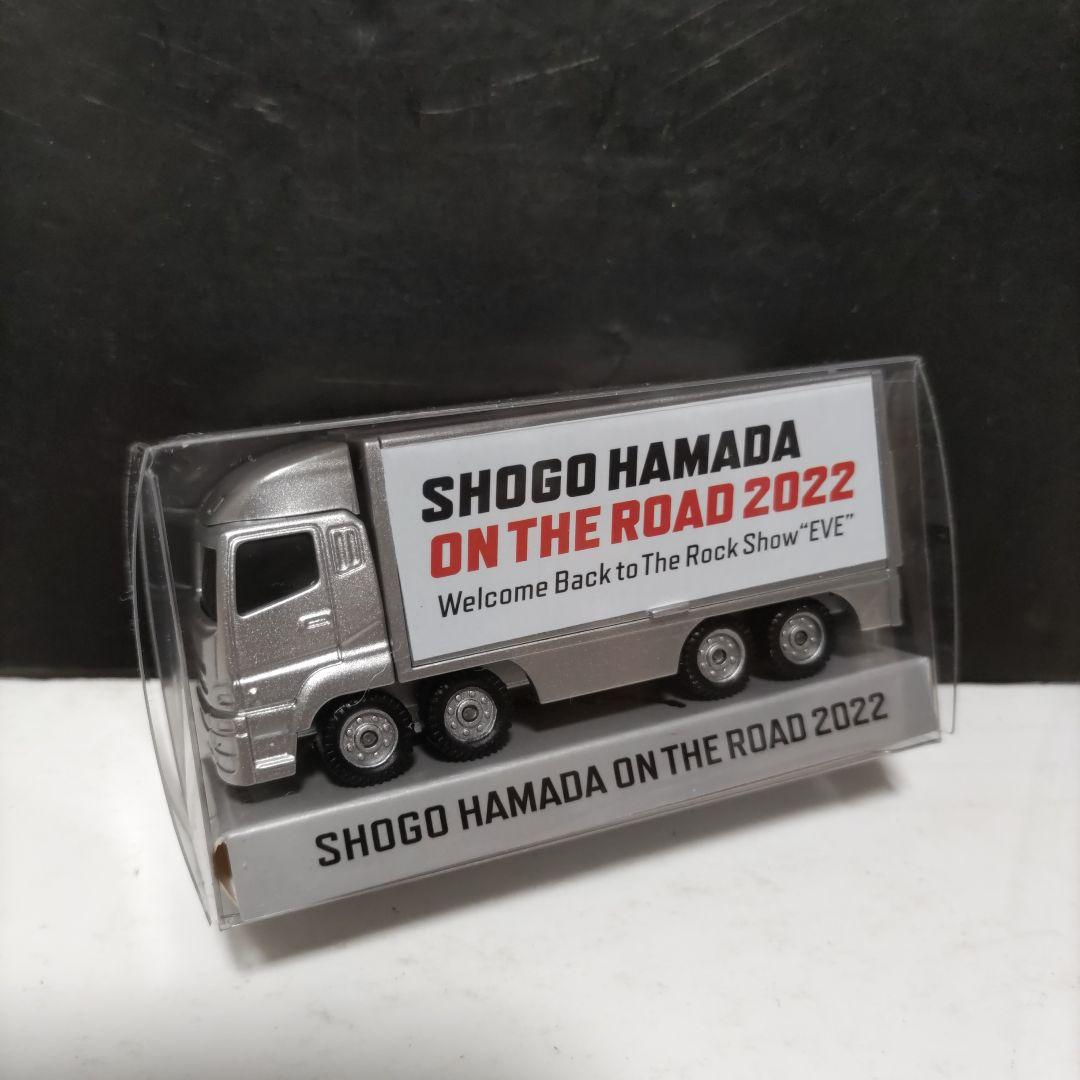 SHOGO HAMADA
ON THE ROAD 2022
Welcome Back to The Rock Show“EVE”
SHOGO HAMADA ON THE ROAD 2022